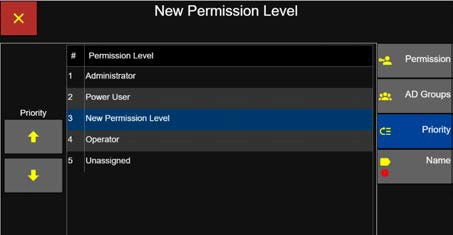 New Permission Level
# Permission Level
1 Administrator
2 Power User
3 New Permission Level
4 Operator
5 Unassigned
Priority
Permission
AD Groups
Priority
Name